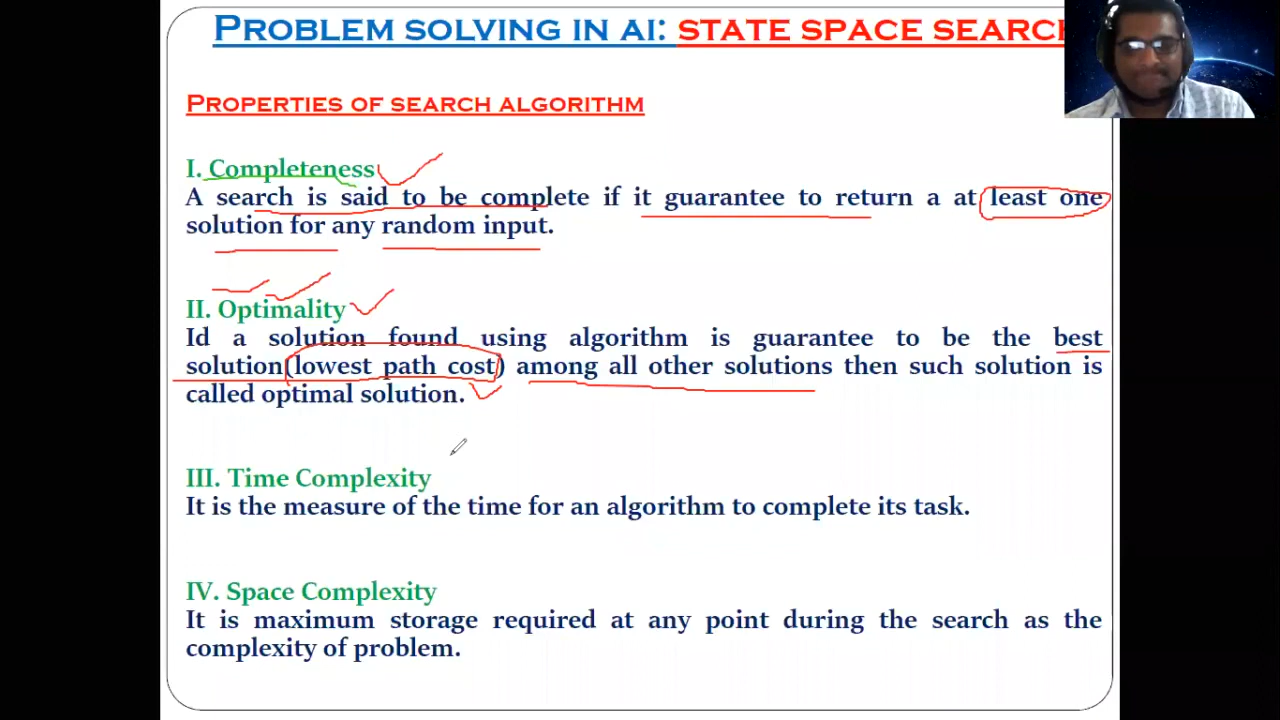 PROBLEM SOLVING IN AI: STATE SPACE SEARCH
PROPERTIES OF SEARCH ALGORITHM
I. Completeness
A search is said to be complete if it guarantee to return a at least one
solution for any random input.
II. Optimality
Id a solution found using algorithm is guarantee to be the best
solution(lowest path cost) among all other solutions then such solution is
called optimal solution.
III. Time Complexity
It is the measure of the time for an algorithm to complete its task.
IV. Space Complexity
It is maximum storage required at any point during the search as the
complexity of problem.